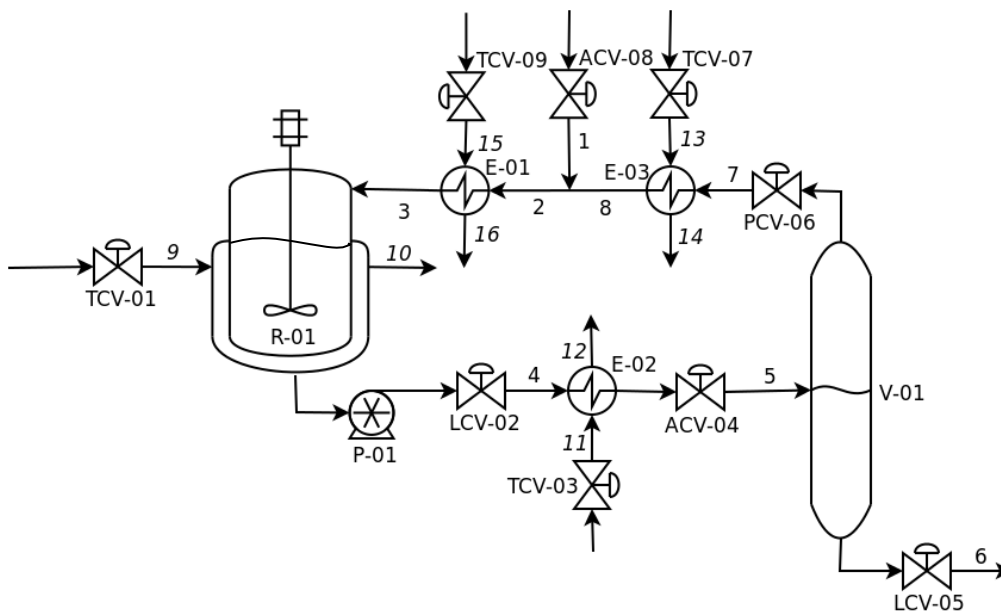 TCV-09
ACV-08
TCV-07
15
1
13
E-01
E-03
7
3
2
8
PCV-06
16
14
9
10
TCV-01
R-01
12
E-02
4
5
V-01
LCV-02
ACV-04
11
P-01
TCV-03
6
LCV-05